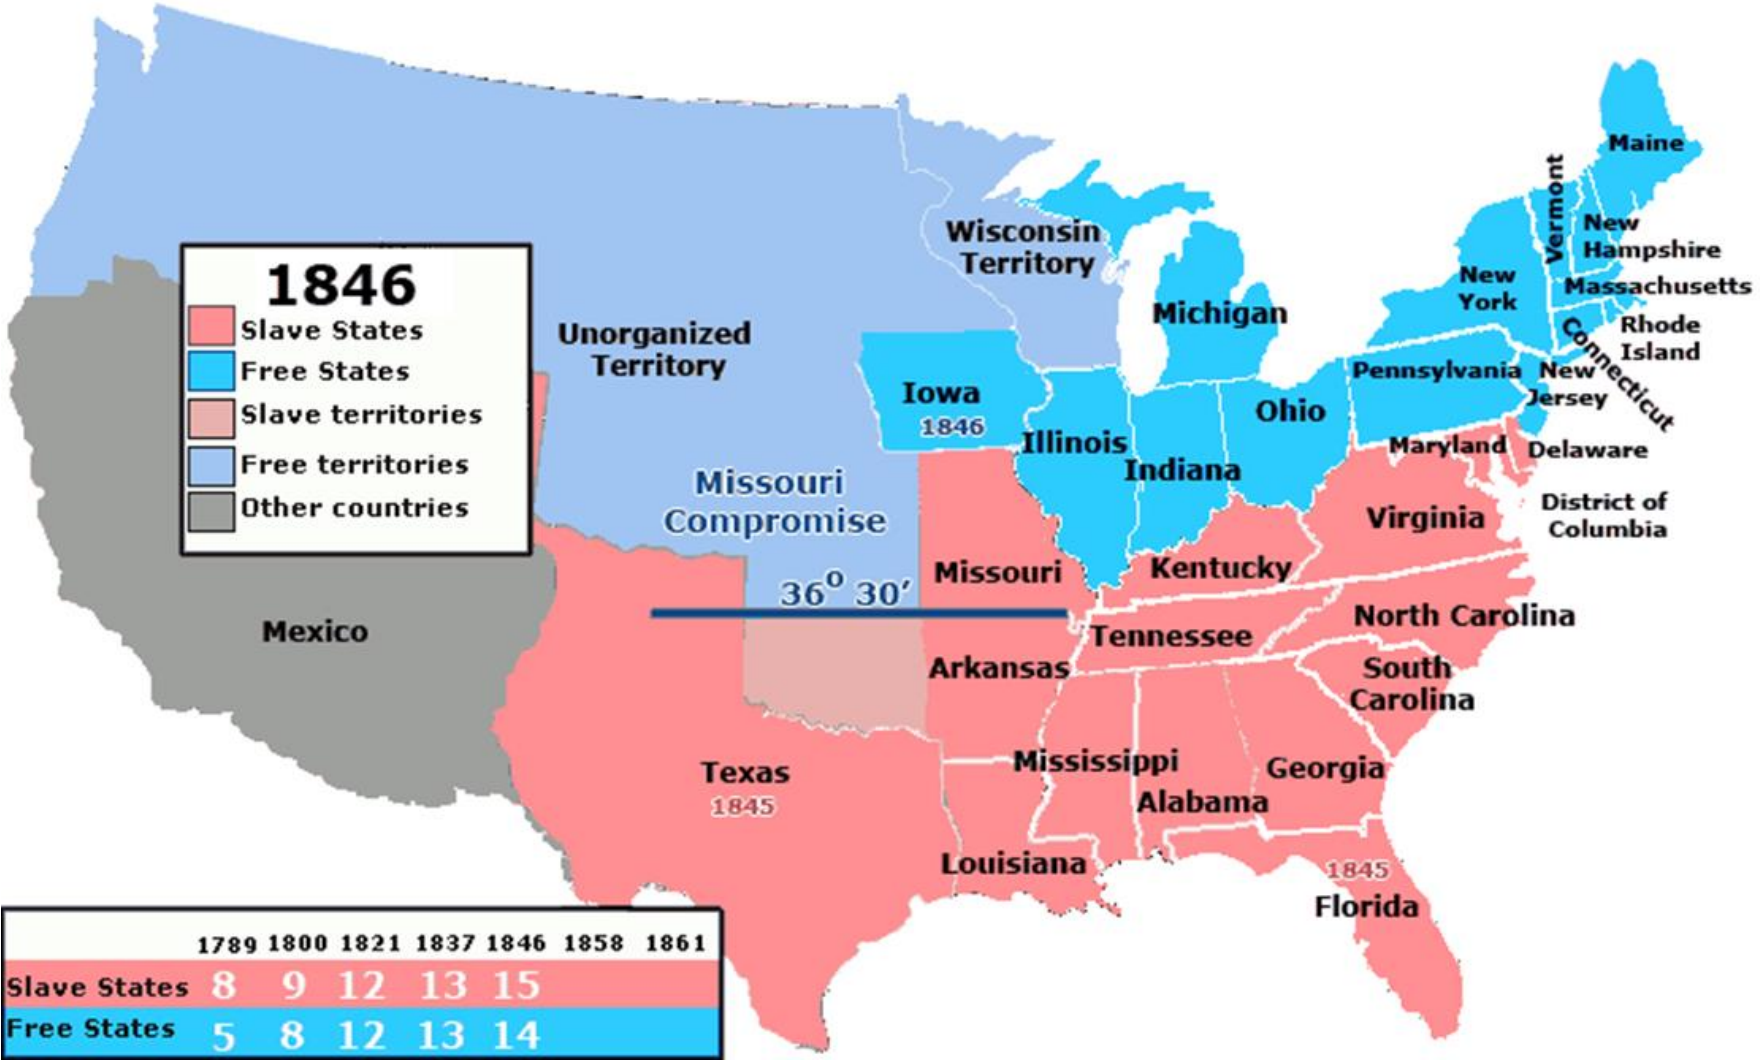 1846
Slave States
Free States
Slave territories
Free territories
Other countries
Unorganized
Territory
Wisconsin
Territory
Michigan
Maine
Vermont
New
Hampshire
Massachusetts
New
York
Rhode
Island
Connecticut
Pennsylvania
New
Jersey
Iowa
1846
Illinois
Indiana
Ohio
Maryland
Delaware
District of
Columbia
Virginia
Missouri
Compromise
36° 30′
Missouri
Kentucky
Mexico
Tennessee
North Carolina
Arkansas
South
Carolina
Texas
1845
Mississippi
Alabama
Georgia
Louisiana
1845
Florida
1789 1800 1821 1837 1846 1858 1861
Slave States 8 9 12 13 15
Free States 5 8 12 13 14